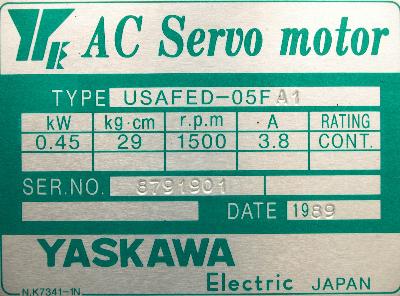 YEk AC Servo motor
TYPE USAFED-05FA1
kW kg·cm r.p.m A RATING
0.45 29 1500 3.8 CONT.
SER.NO. 8791901
DATE 1989
YASKAWA
N.K7341-1N Electric JAPAN